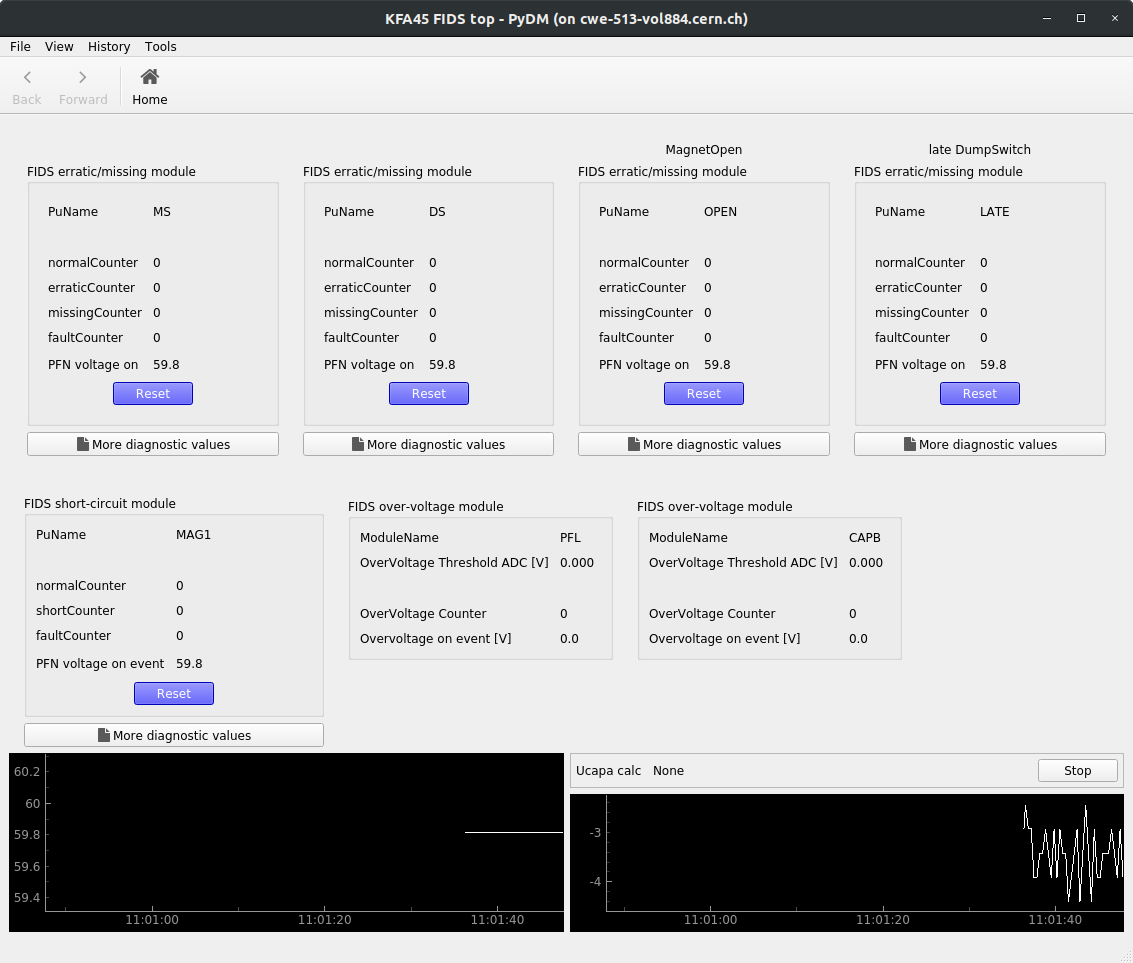 KFA45 FIDS top - PyDM (on cwe-513-vol884.cern.ch)
File View History Tools
Back Forward Home
MagnetOpen late DumpSwitch
FIDS erratic/missing module FIDS erratic/missing module FIDS erratic/missing module FIDS erratic/missing module
PuName MS PuName DS PuName OPEN PuName LATE
normalCounter 0 normalCounter 0 normalCounter 0 normalCounter 0
erraticCounter 0 erraticCounter 0 erraticCounter 0 erraticCounter 0
missingCounter 0 missingCounter 0 missingCounter 0 missingCounter 0
faultCounter 0 faultCounter 0 faultCounter 0 faultCounter 0
PFN voltage on 59.8 PFN voltage on 59.8 PFN voltage on 59.8 PFN voltage on 59.8
Reset Reset Reset Reset
More diagnostic values More diagnostic values More diagnostic values More diagnostic values
FIDS short-circuit module
PuName MAG1
normalCounter 0
shortCounter 0
faultCounter 0
PFN voltage on event 59.8
Reset
More diagnostic values
FIDS over-voltage module
ModuleName PFL
OverVoltage Threshold ADC [V] 0.000
OverVoltage Counter 0
Overvoltage on event [V] 0.0
FIDS over-voltage module
ModuleName CAPB
OverVoltage Threshold ADC [V] 0.000
OverVoltage Counter 0
Overvoltage on event [V] 0.0
60.2
60
59.8
59.6
59.4
11:01:00 11:01:20 11:01:40
Ucapa calc None Stop
-3
-4
11:01:00 11:01:20 11:01:40